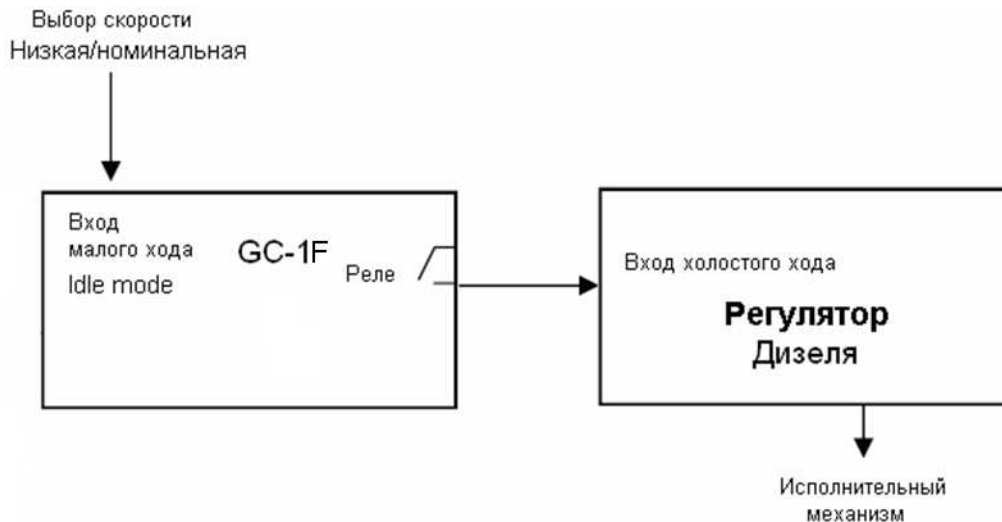 Выбор скорости
Низкая/номинальная
Вход
малого хода
Idle mode
GC-1F
Реле
Вход холостого хода
Регулятор
Дизеля
Исполнительный
механизм